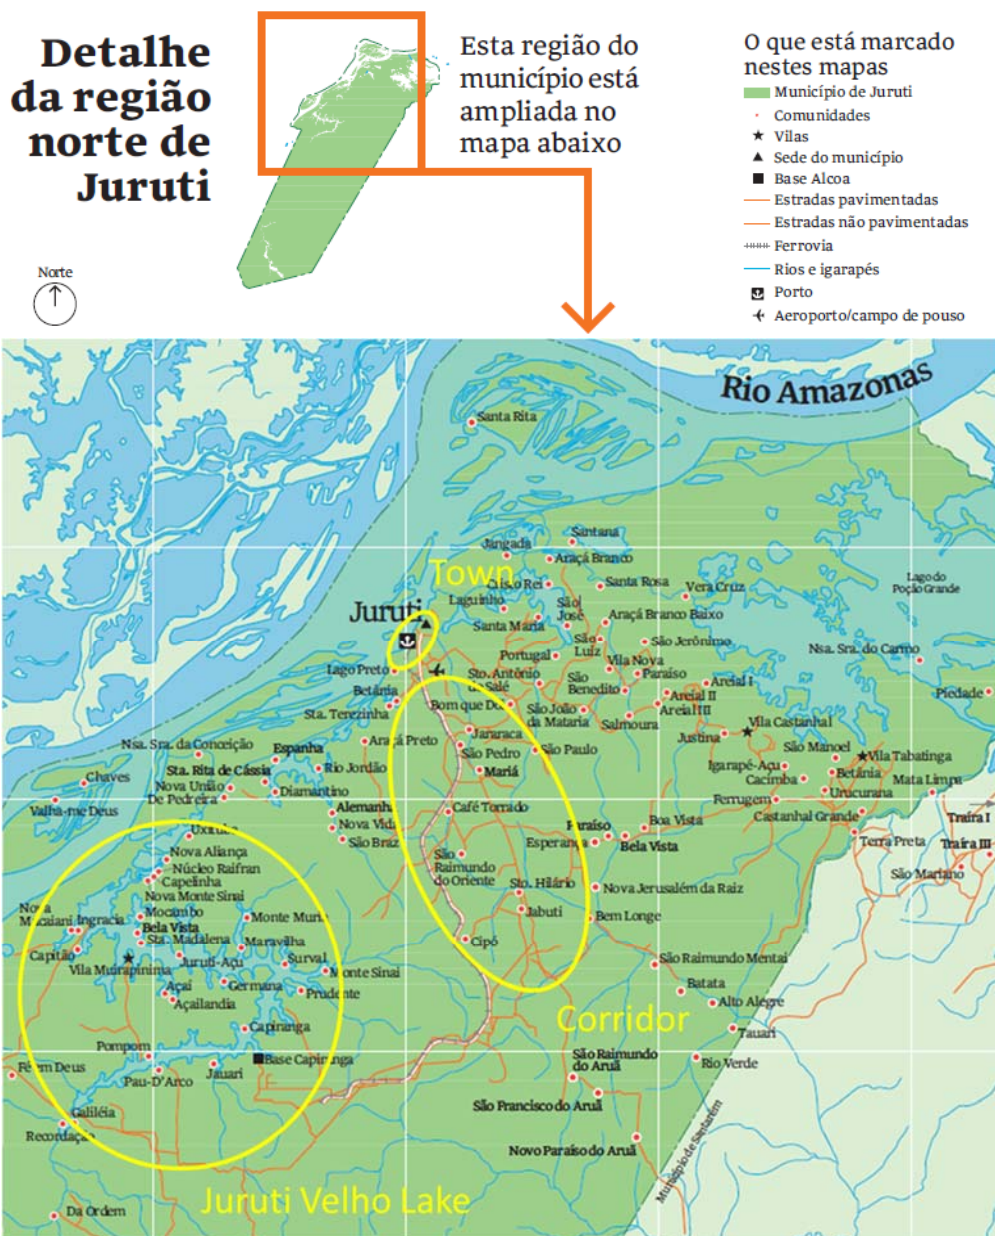 Detalhe
da região
norte de
Juruti
Esta região do
município está
ampliada no
mapa abaixo
O que está marcado
nestes mapas
Município de Juruti
Comunidades
Vilas
Sede do município
Base Alcoa
Estradas pavimentadas
Estradas não pavimentadas
Ferrovia
Rios e igarapés
Porto
Aeroporto/campo de pouso
Norte
Rio Amazonas
Santa Rita
Santana
Jangada
Araçá Branco
Town
Santa Rosa
Vera Cruz
Lago do
Poção Grande
Laguinho
São
José
Juruti
Santa Maria
Araçá Branco Baixo
São
Luiz
São Jerônimo
Nsa. Sra. do Carmo
Portugal
Vila Nova
Lago Preto
Sto. Antônio
do Salé
São
Benedito
Paraíso
Areial I
Betânia
Areial II
Piedade
Bom que Dói
São João
da Mataria
Areial III
Sta. Terezinha
Salmoura
Vila Castanhal
Jararaca
Justina
Araçá Preto
Nsa. Sra. da Conceição
Espanha
São Pedro
São Paulo
São Manoel
Vila Tabatinga
Sta. Rita de Cássia
Rio Jordão
Mariá
Igarapé-Açu
Betânia
Chaves
Nova União
Cacimba
Mata Limpa
Diamantino
De Pedreira
Urucurana
Valha-me Deus
Alemanha
Café Torrado
Ferrugem
Castanhal Grande
Traíra I
Nova Vida
Paraíso
Boa Vista
São Braz
Esperança
Bela Vista
Terra Preta
Traíra III
Nova Aliança
São
Raimundo
do Oriente
Núcleo Raifran
São Mariano
Capelinha
Sto. Hilário
Nova Jerusalém da Raiz
Nova Monte Sinai
Nova
Macaiani
Ingracia
Mocambo
Monte Muriá
Jabuti
Bem Longe
Bela Vista
Sta. Madalena
Maravilha
Cipó
Capitão
Juruti-Açu
Surval
São Raimundo Mentai
Vila Muirapinima
Monte Sinai
Açaí
Germana
Prudente
Batata
Açailandia
Alto Alegre
Corridor
Capiranga
Tauari
Pompom
Base Capiranga
São Raimundo
do Aruã
Rio Verde
Fé em Deus
Jauari
Pau-D'Arco
São Francisco do Aruã
Galiléia
Recordação
Novo Paraíso do Aruã
Município de Santarém
Juruti Velho Lake
Da Ordem